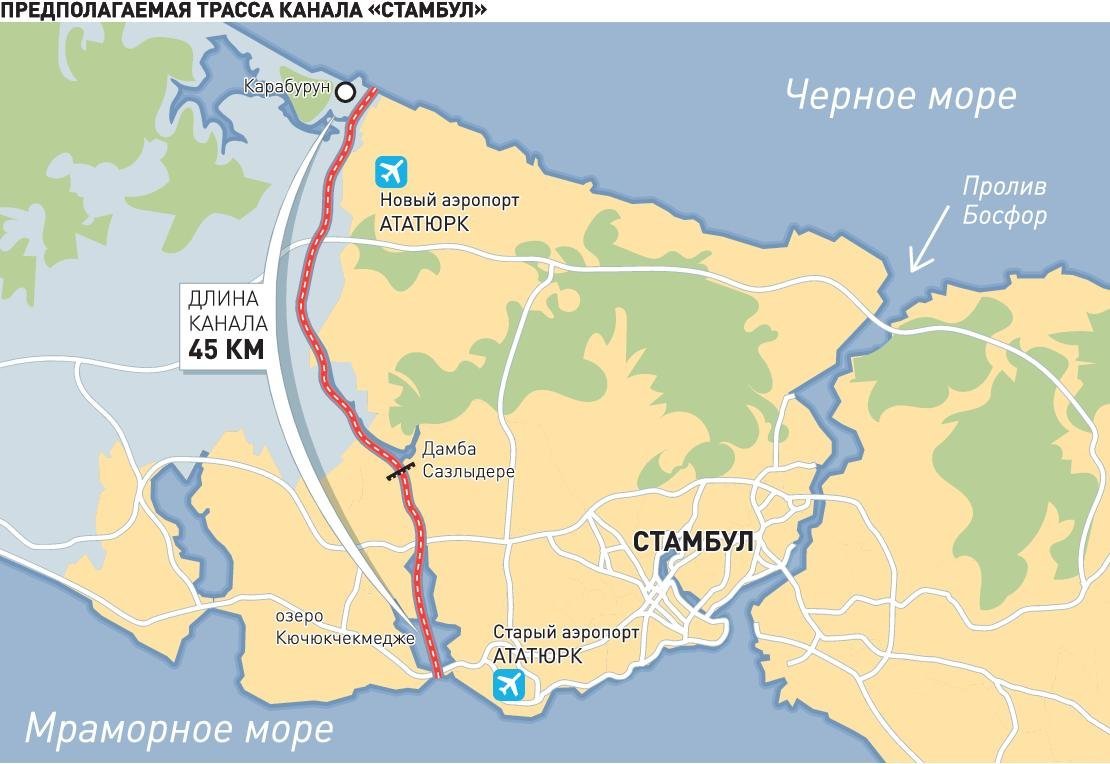 ПРЕДПОЛАГАЕМАЯ ТРАССА КАНАЛА «СТАМБУЛ»
Карабурун
Черное море
Новый аэропорт
АТАТЮРК
Пролив
Босфор
ДЛИНА
КАНАЛА
45 КМ
Дамба
Сазлыдере
СТАМБУЛ
озеро
Кючюкчекмедже
Старый аэропорт
АТАТЮРК
Мраморное море